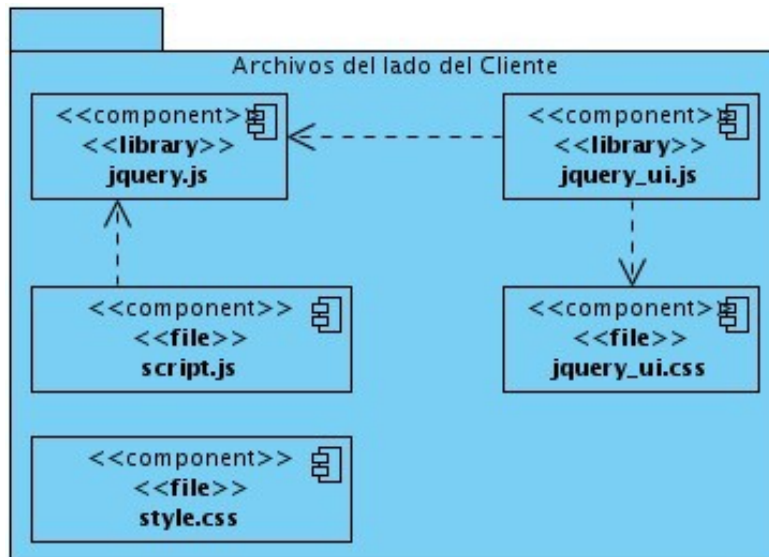 Archivos del lado del Cliente
<<component>>
<<library>>
jquery.js
<<component>>
<<library>>
jquery_ui.js
<<component>>
<<file>>
script.js
<<component>>
<<file>>
jquery_ui.css
<<component>>
<<file>>
style.css